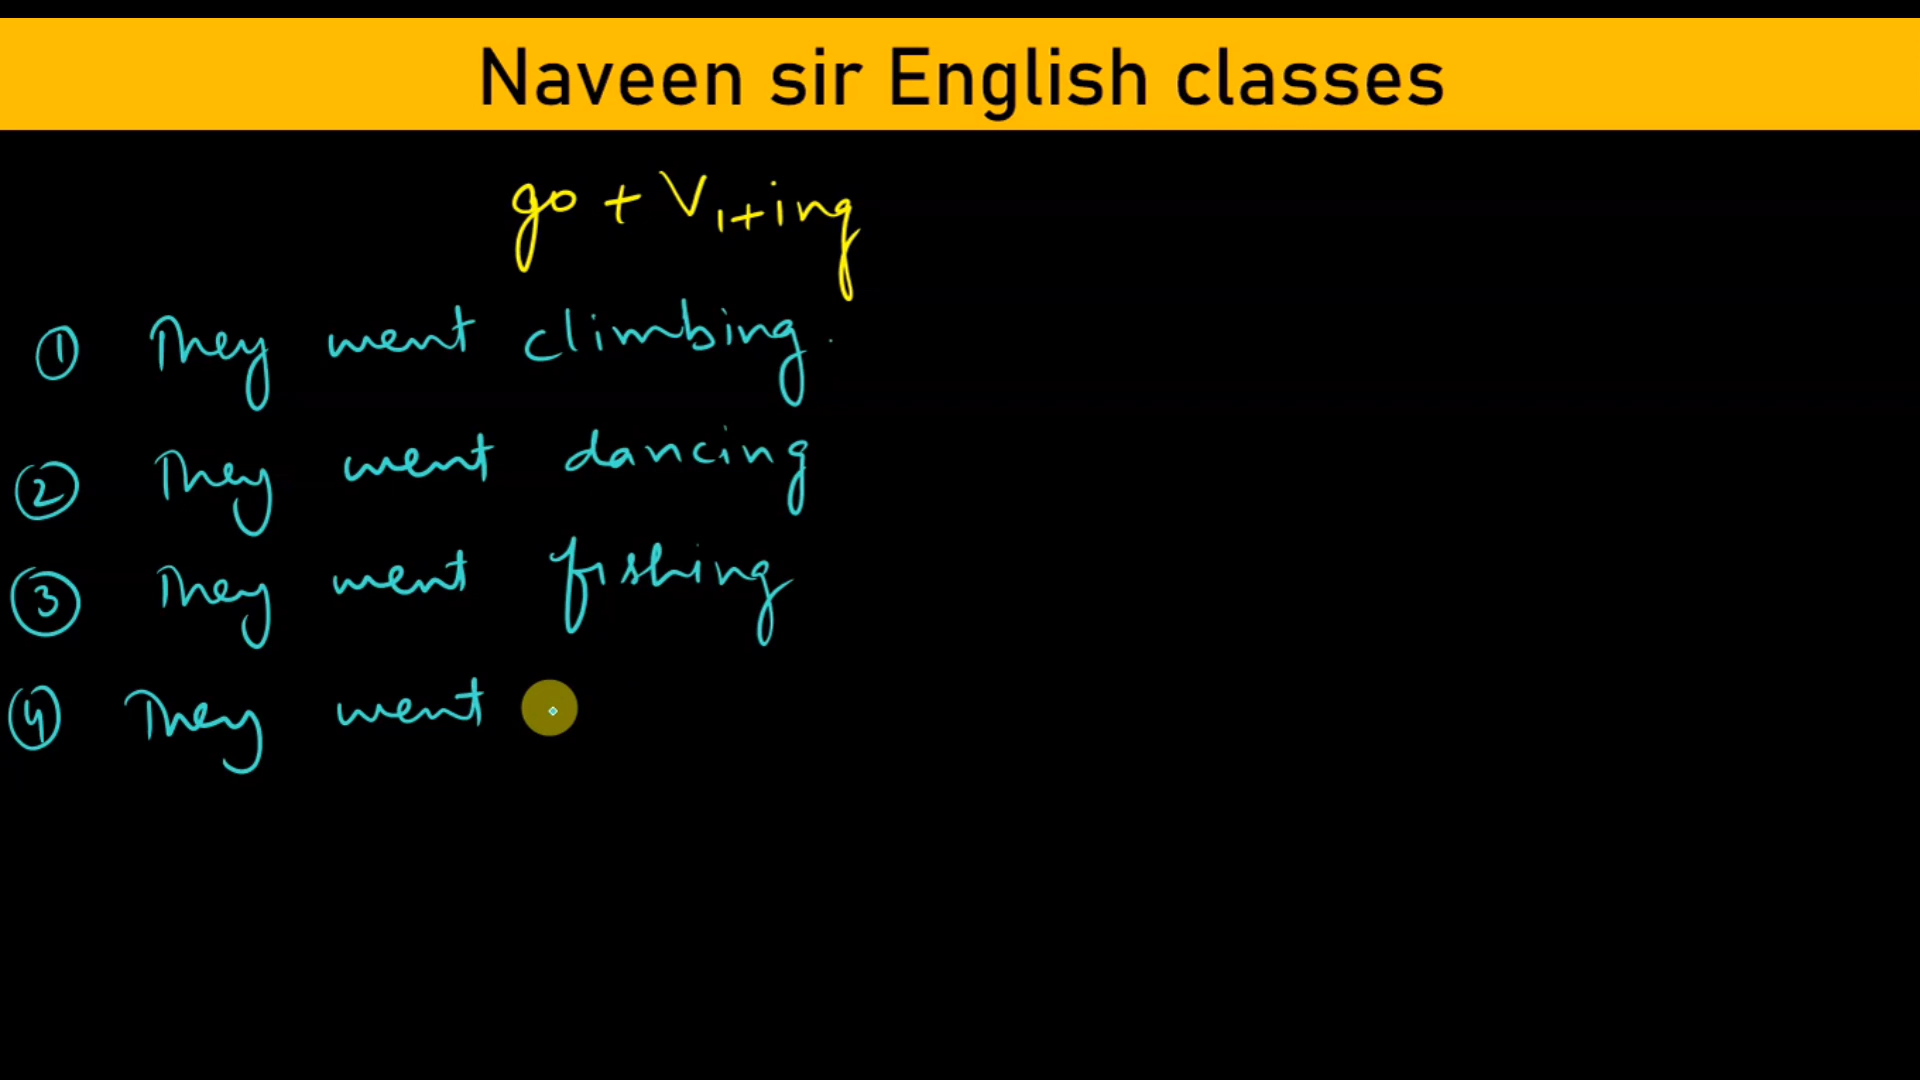 Naveen sir English classes
go + V1+ing
① They went climbing.
② They went dancing
③ They went fishing
④ They went